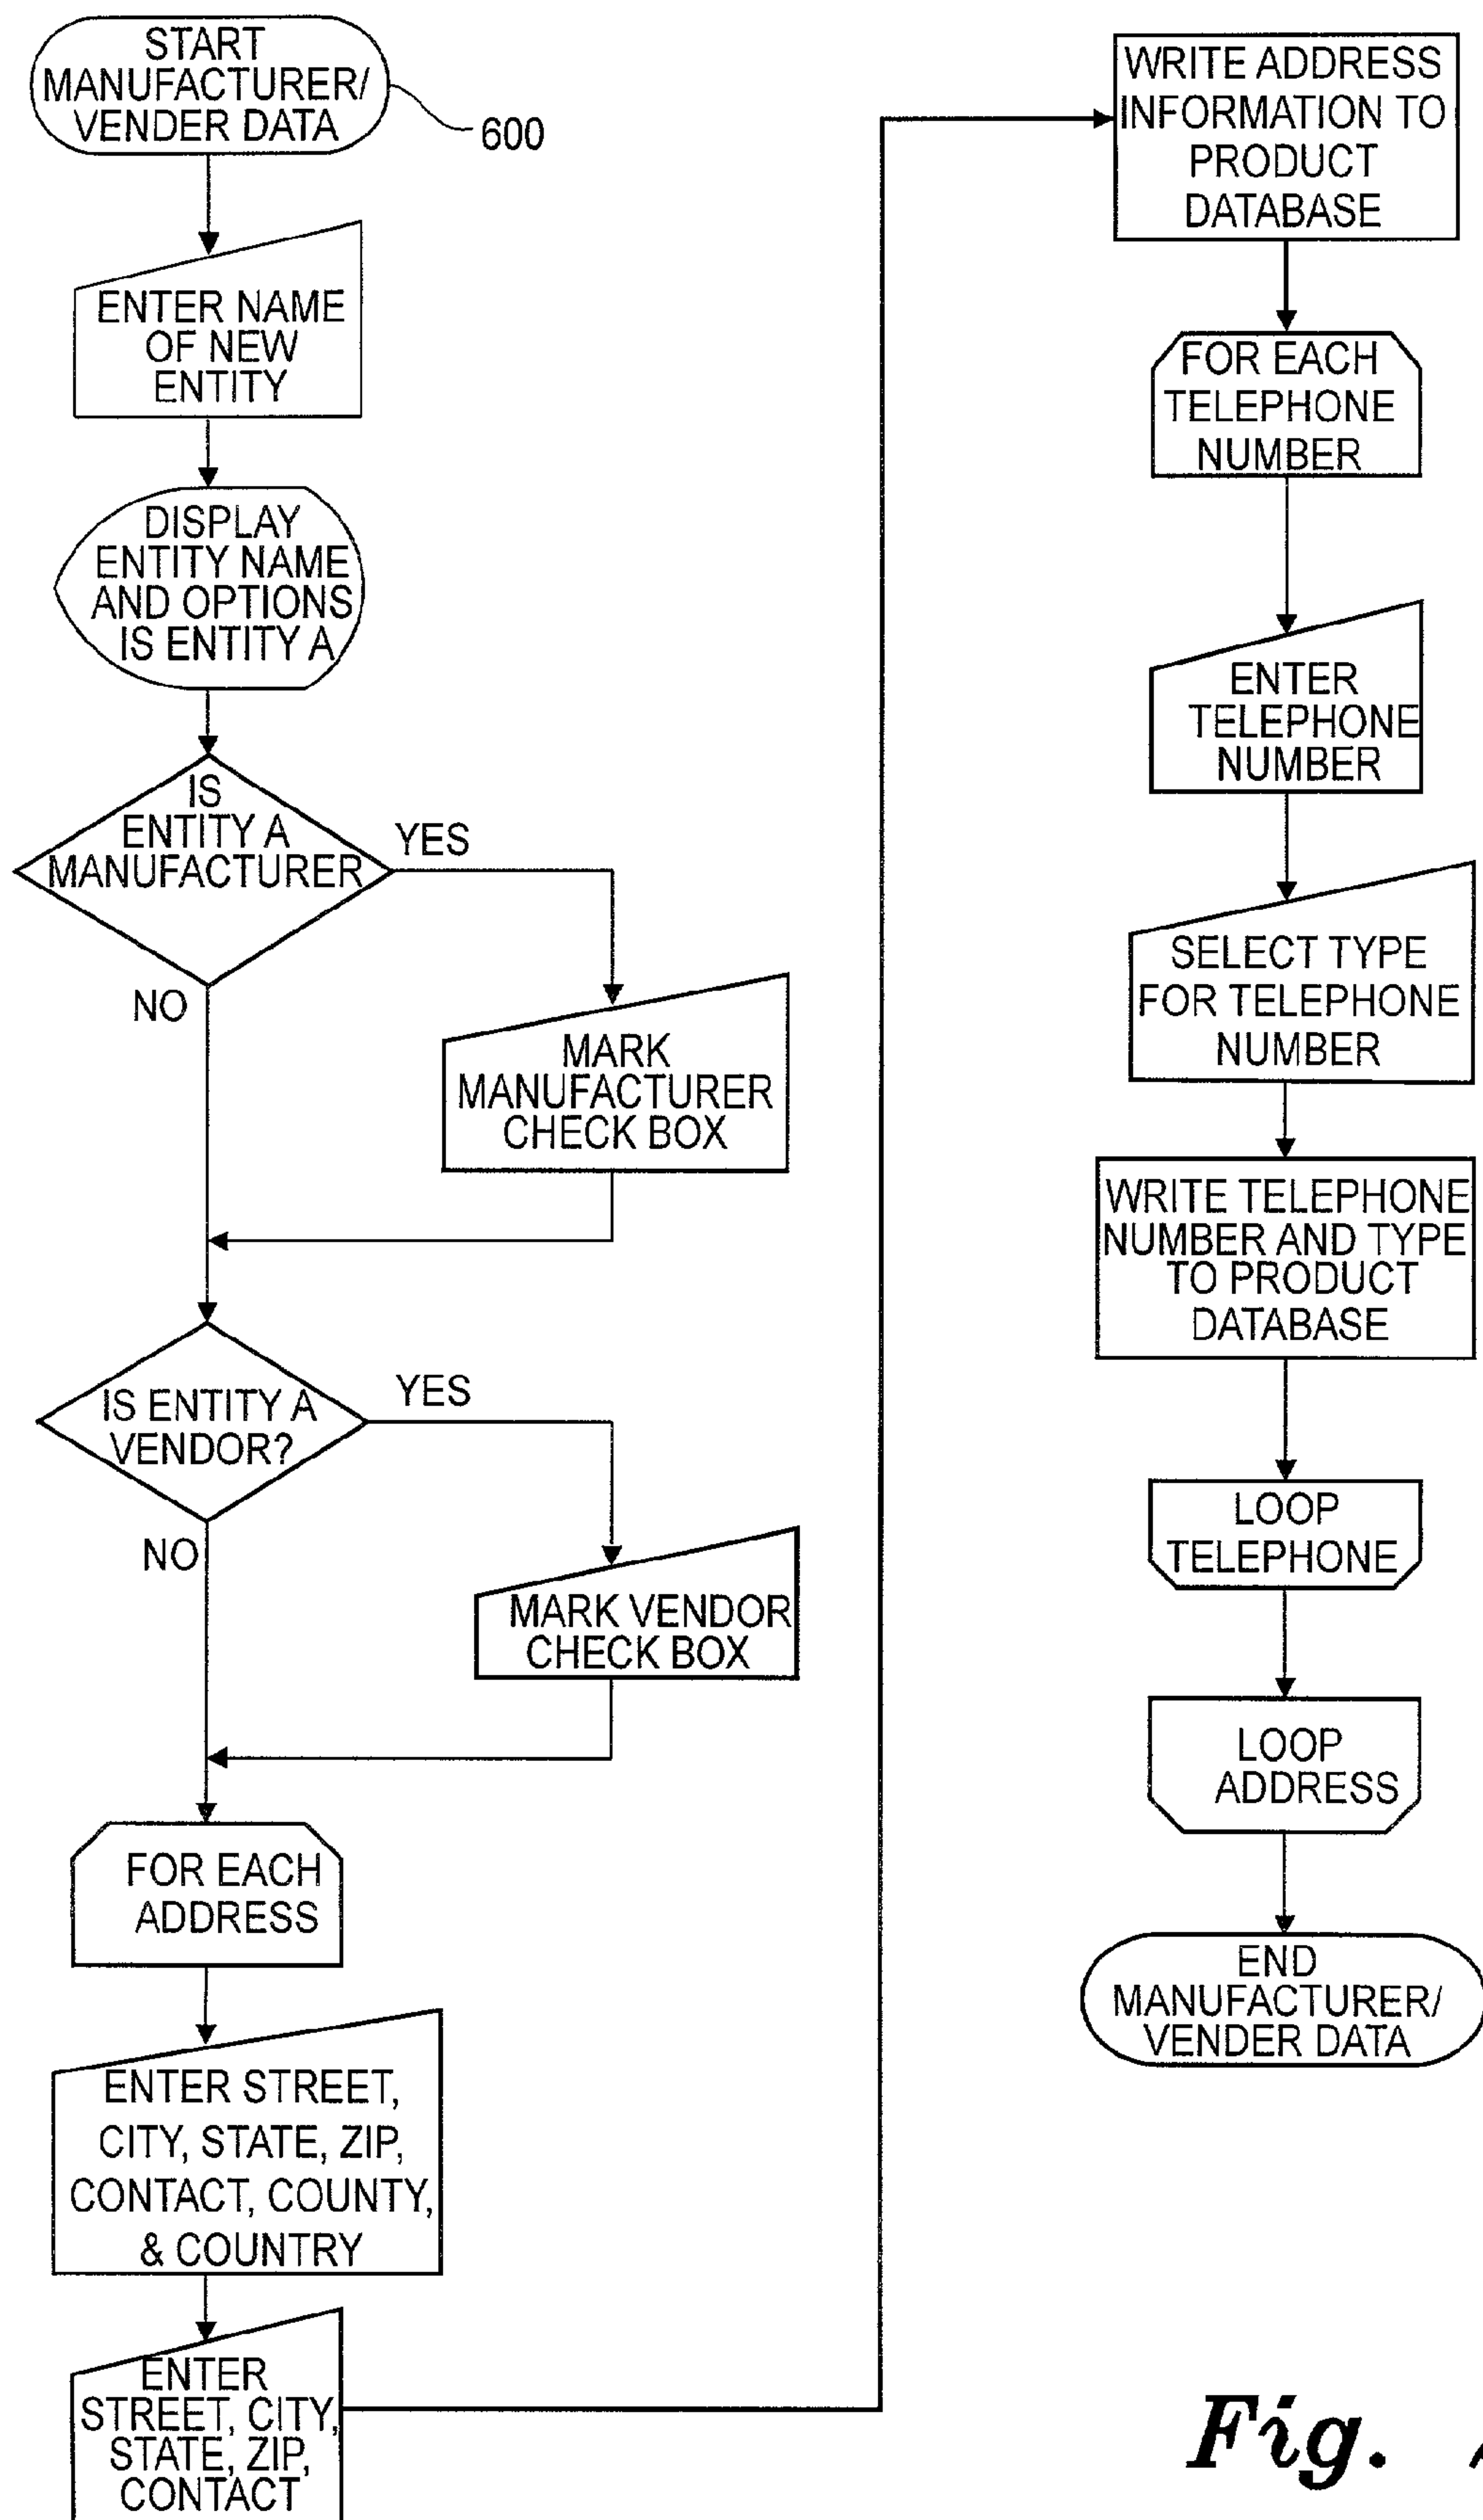 START
MANUFACTURER/
VENDER DATA
600
ENTER NAME
OF NEW
ENTITY
DISPLAY
ENTITY NAME
AND OPTIONS
IS ENTITY A
IS
ENTITY A
MANUFACTURER
YES
NO
MARK
MANUFACTURER
CHECK BOX
IS ENTITY A
VENDOR?
YES
NO
MARK VENDOR
CHECK BOX
FOR EACH
ADDRESS
ENTER STREET,
CITY, STATE, ZIP,
CONTACT, COUNTY,
& COUNTRY
ENTER
STREET, CITY,
STATE, ZIP,
CONTACT
WRITE ADDRESS
INFORMATION TO
PRODUCT
DATABASE
FOR EACH
TELEPHONE
NUMBER
ENTER
TELEPHONE
NUMBER
SELECT TYPE
FOR TELEPHONE
NUMBER
WRITE TELEPHONE
NUMBER AND TYPE
TO PRODUCT
DATABASE
LOOP
TELEPHONE
LOOP
ADDRESS
END
MANUFACTURER/
VENDER DATA
Fig.